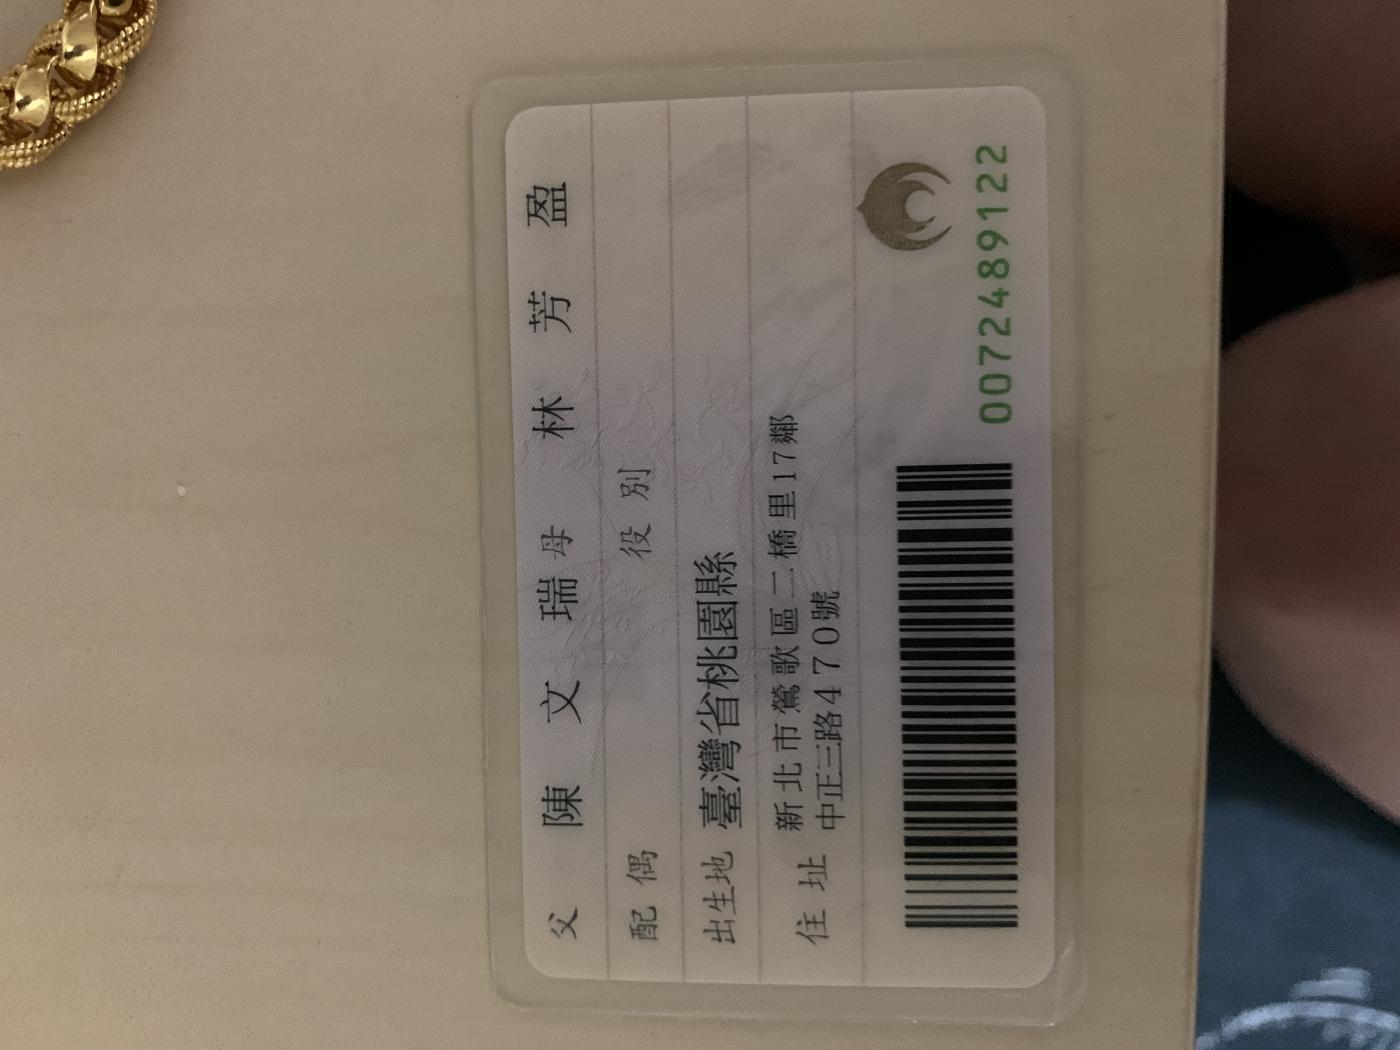 父 陳文瑞 母 林芳盈
配偶 役別
出生地 臺灣省桃園縣
住址 新北市鶯歌區二橋里17鄰
中正三路470號
0072489122